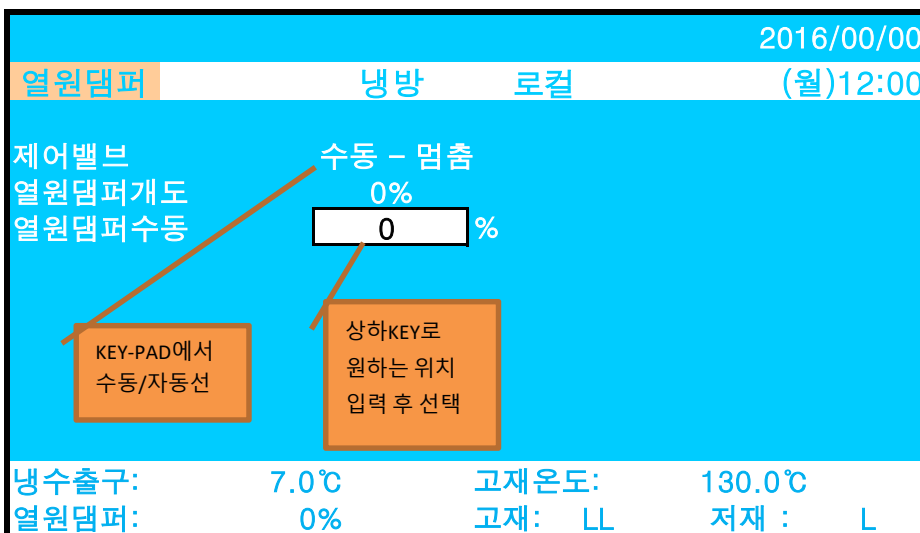 2016/00/00
열원댐퍼 냉방 로컬 (월)12:00
제어밸브 수동 – 멈춤
열원댐퍼개도 0%
열원댐퍼수동 0 %
KEY-PAD에서
수동/자동선
상하KEY로
원하는 위치
입력 후 선택
냉수출구: 7.0℃ 고재온도: 130.0℃
열원댐퍼: 0% 고재: LL 저재 : L